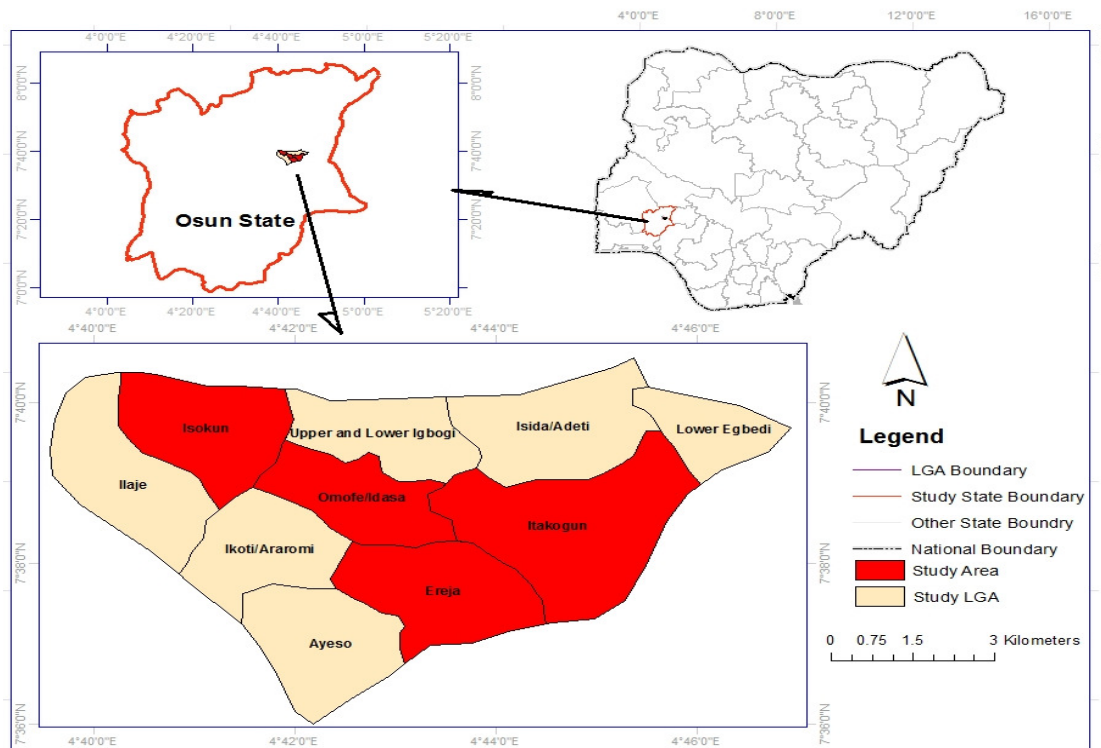 4°0'0"E 8°0'0"E 12°0'0"E 16°0'0"E
4°0'0"E 4°20'0"E 4°40'0"E 5°0'0"E 5°20'0"E
8°0'0"N 8°0'0"N
7°40'0"N 7°40'0"N
7°20'0"N 7°20'0"N
7°0'0"N 7°0'0"N
Osun State
4°0'0"E 4°20'0"E 4°40'0"E 5°0'0"E 5°20'0"E
4°40'0"E 4°42'0"E 4°44'0"E 4°46'0"E
7°40'0"N 7°40'0"N
Isokun
Upper and Lower Igbogi
Isida/Adeti
Lower Egbedi
Ilaje
Omofe/Idasa
Itakogun
Ikoti/Araromi
7°38'0"N 7°38'0"N
Ereja
Ayeso
7°36'0"N 7°36'0"N
4°40'0"E 4°42'0"E 4°44'0"E 4°46'0"E
N
Legend
LGA Boundary
Study State Boundary
Other State Boundry
National Boundary
Study Area
Study LGA
0 0.75 1.5 3 Kilometers